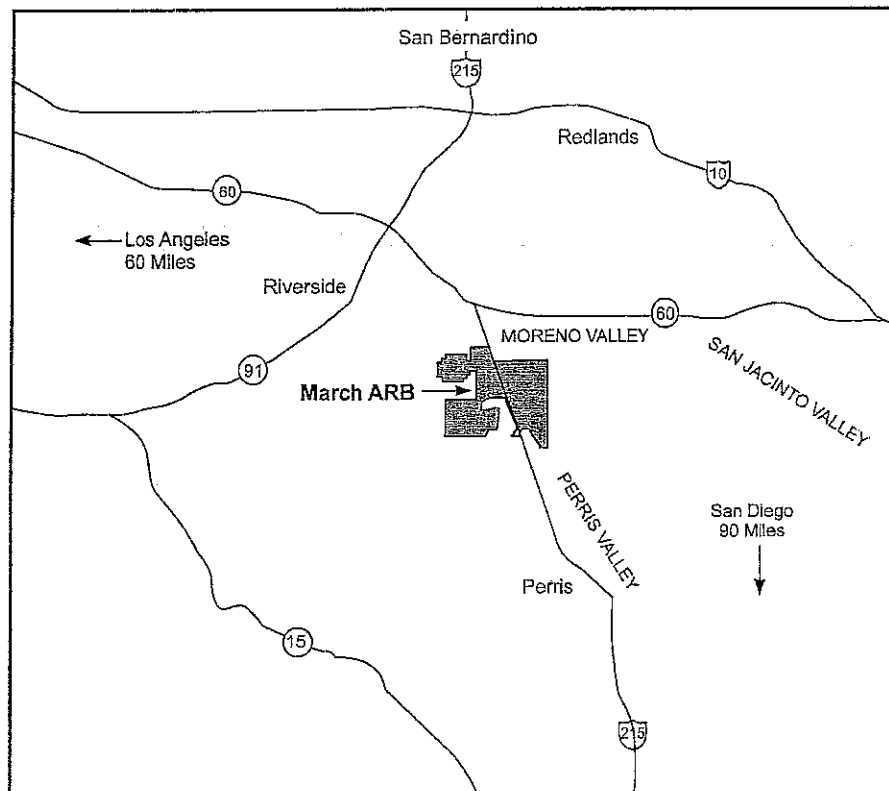 San Bernardino
215
Redlands
10
60
Los Angeles
60 Miles
Riverside
60
MORENO VALLEY
SAN JACINTO VALLEY
91
March ARB
PERRIS VALLEY
San Diego
90 Miles
Perris
15
215